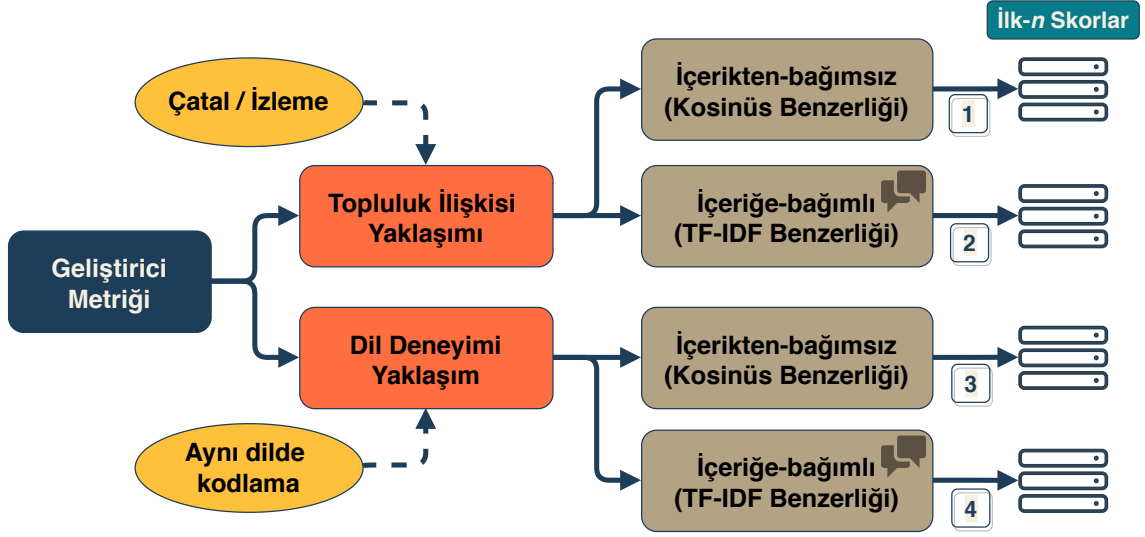 İlk-n Skorlar
Çatal / İzleme
İçerikten-bağımsız
(Kosinüs Benzerliği)
1
Topluluk İlişkisi
Yaklaşımı
İçeriğe-bağımlı
(TF-IDF Benzerliği)
2
Geliştirici
Metriği
Dil Deneyimi
Yaklaşım
İçerikten-bağımsız
(Kosinüs Benzerliği)
3
Aynı dilde
kodlama
İçeriğe-bağımlı
(TF-IDF Benzerliği)
4